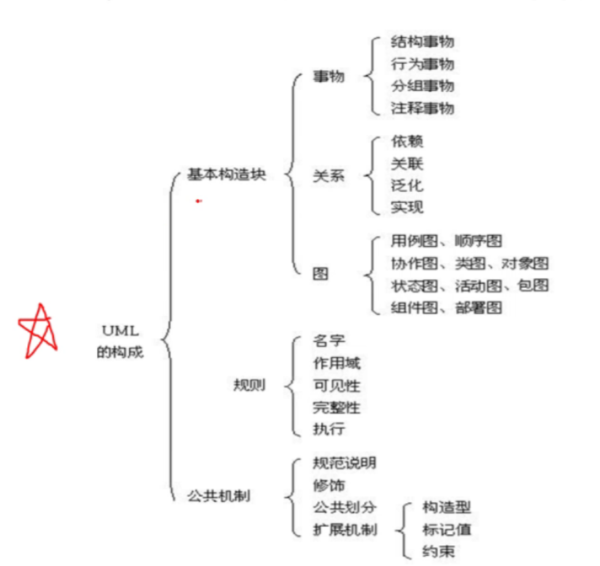 结构事物
行为事物
事物
分组事物
注释事物
依赖
关联
基本构造块
关系
泛化
实现
用例图、顺序图
协作图、类图、对象图
图
状态图、活动图、包图
组件图、部署图
UML
的构成
名字
作用域
规则
可见性
完整性
执行
规范说明
修饰
公共机制
公共划分
构造型
扩展机制
标记值
约束